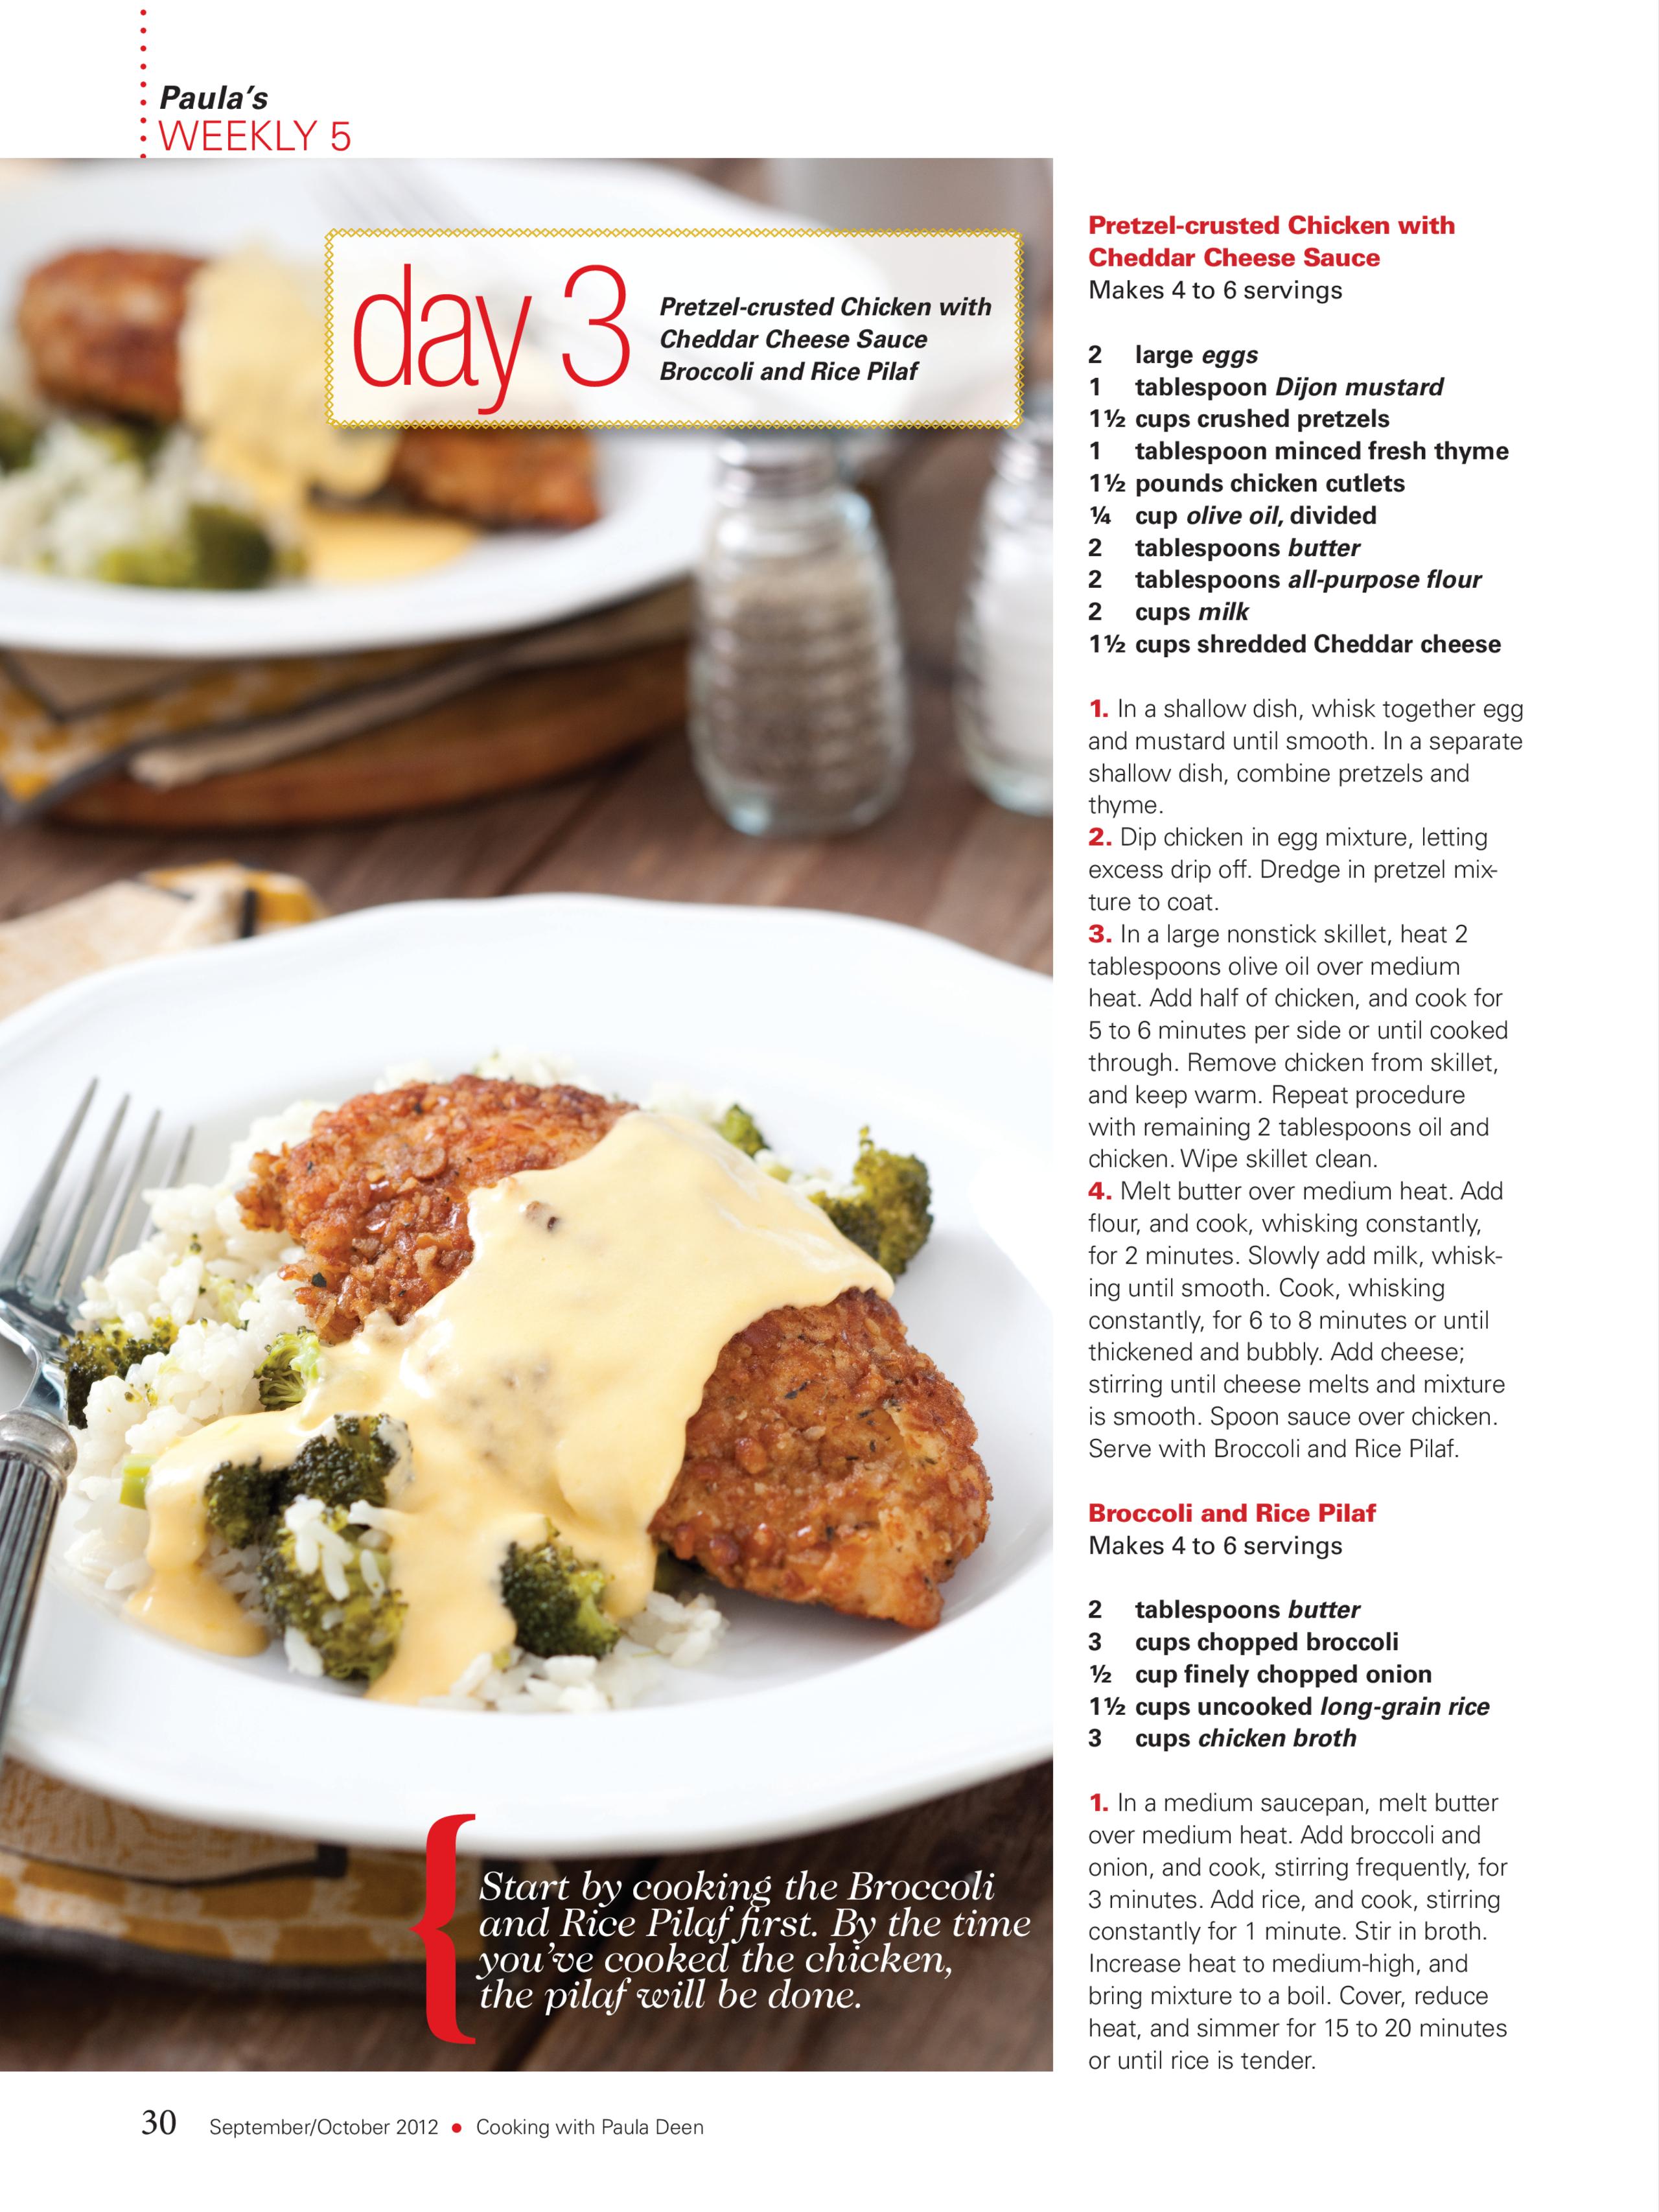 Paula's
WEEKLY 5
day 3
Pretzel-crusted Chicken with
Cheddar Cheese Sauce
Broccoli and Rice Pilaf
Start by cooking the Broccoli
and Rice Pilaf first. By the time
you've cooked the chicken,
the pilaf will be done.
Pretzel-crusted Chicken with
Cheddar Cheese Sauce
Makes 4 to 6 servings
2 large eggs
1 tablespoon Dijon mustard
1½ cups crushed pretzels
1 tablespoon minced fresh thyme
1½ pounds chicken cutlets
¼ cup olive oil, divided
2 tablespoons butter
2 tablespoons all-purpose flour
2 cups milk
1½ cups shredded Cheddar cheese
1. In a shallow dish, whisk together egg
and mustard until smooth. In a separate
shallow dish, combine pretzels and
thyme.
2. Dip chicken in egg mixture, letting
excess drip off. Dredge in pretzel mix-
ture to coat.
3. In a large nonstick skillet, heat 2
tablespoons olive oil over medium
heat. Add half of chicken, and cook for
5 to 6 minutes per side or until cooked
through. Remove chicken from skillet,
and keep warm. Repeat procedure
with remaining 2 tablespoons oil and
chicken. Wipe skillet clean.
4. Melt butter over medium heat. Add
flour, and cook, whisking constantly,
for 2 minutes. Slowly add milk, whisk-
ing until smooth. Cook, whisking
constantly, for 6 to 8 minutes or until
thickened and bubbly. Add cheese;
stirring until cheese melts and mixture
is smooth. Spoon sauce over chicken.
Serve with Broccoli and Rice Pilaf.
Broccoli and Rice Pilaf
Makes 4 to 6 servings
2 tablespoons butter
3 cups chopped broccoli
½ cup finely chopped onion
1½ cups uncooked long-grain rice
3 cups chicken broth
1. In a medium saucepan, melt butter
over medium heat. Add broccoli and
onion, and cook, stirring frequently, for
3 minutes. Add rice, and cook, stirring
constantly for 1 minute. Stir in broth.
Increase heat to medium-high, and
bring mixture to a boil. Cover, reduce
heat, and simmer for 15 to 20 minutes
or until rice is tender.
30 September/October 2012 • Cooking with Paula Deen